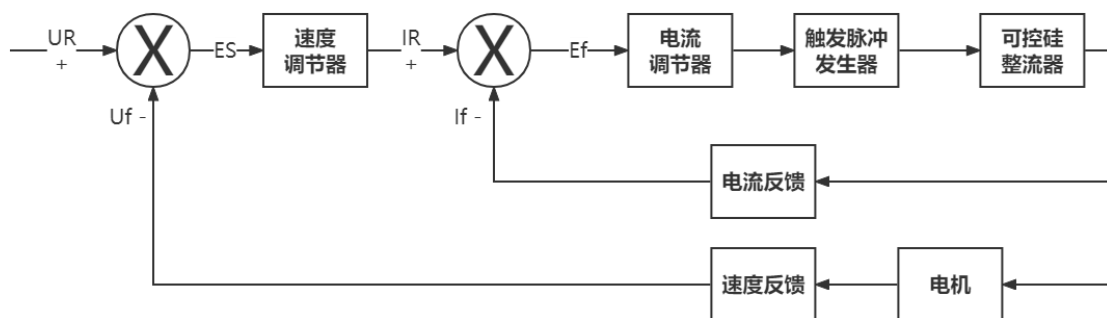 UR
+
X
ES
速度
调节器
IR
+
X
Ef
电流
调节器
触发脉冲
发生器
可控硅
整流器
Uf -
If -
电流反馈
速度反馈
电机